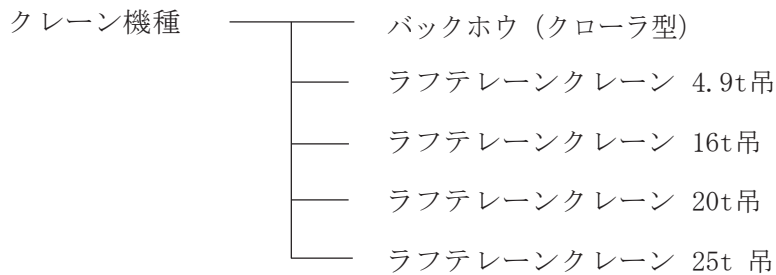 クレーン機種 バックホウ (クローラ型)
ラフテレーンクレーン 4.9t吊
ラフテレーンクレーン 16t吊
ラフテレーンクレーン 20t吊
ラフテレーンクレーン 25t 吊